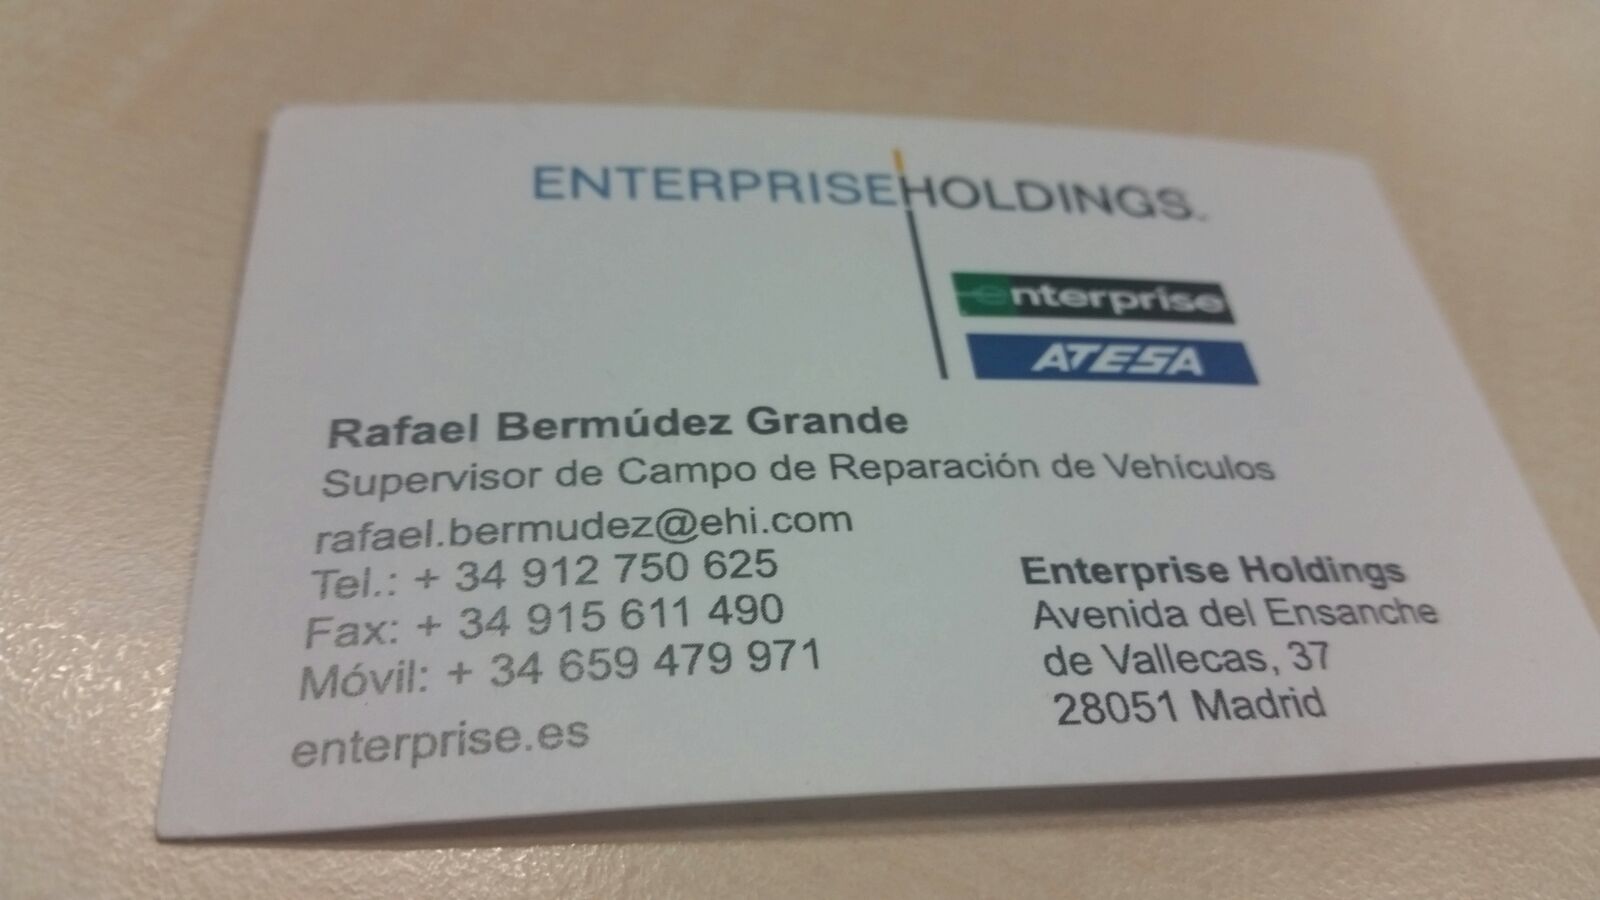 ENTERPRISEHOLDINGS
enterprise
ATESA
Rafael Bermúdez Grande
Supervisor de Campo de Reparación de Vehículos
rafael.bermudez@ehi.com
Tel.: + 34 912 750 625
Fax: + 34 915 611 490
Móvil: + 34 659 479 971
enterprise.es
Enterprise Holdings
Avenida del Ensanche
de Vallecas, 37
28051 Madrid